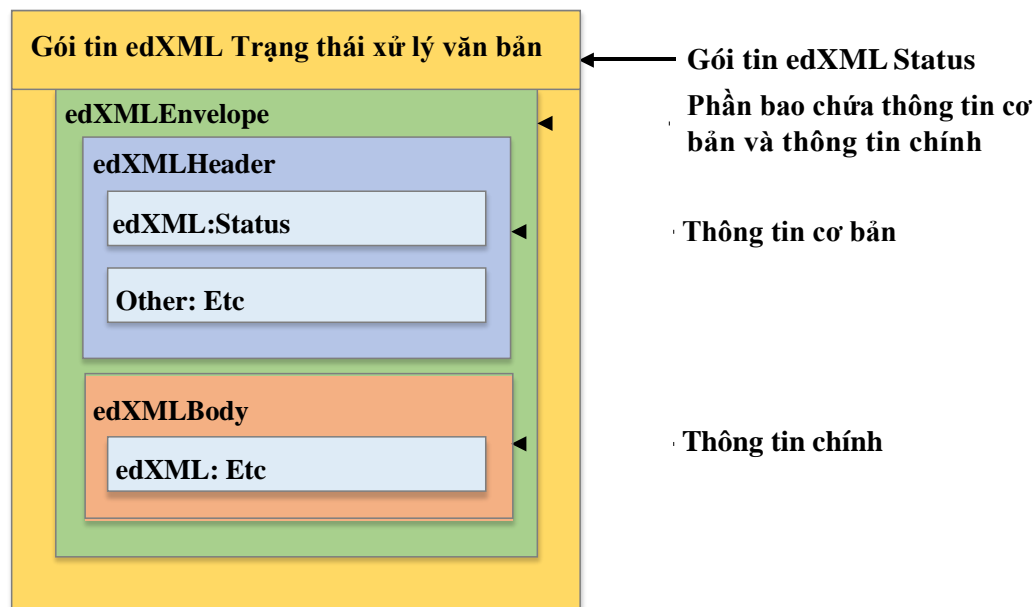 Gói tin edXML Trạng thái xử lý văn bản
Gói tin edXML Status
edXMLEnvelope
Phần bao chứa thông tin cơ
bản và thông tin chính
edXMLHeader
edXML:Status
Thông tin cơ bản
Other: Etc
edXMLBody
Thông tin chính
edXML: Etc